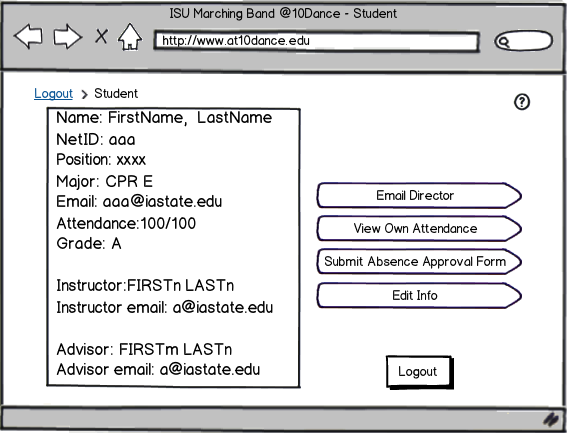 ISU Marching Band @10Dance - Student
http://www.at10dance.edu
Logout > Student
Name: FirstName, LastName
NetID: aaa
Position: xxxx
Major: CPR E
Email: aaa@iastate.edu
Attendance:100/100
Grade: A
Instructor:FIRSTn LASTn
Instructor email: a@iastate.edu
Advisor: FIRSTm LASTn
Advisor email: a@iastate.edu
?
Email Director
View Own Attendance
Submit Absence Approval Form
Edit Info
Logout